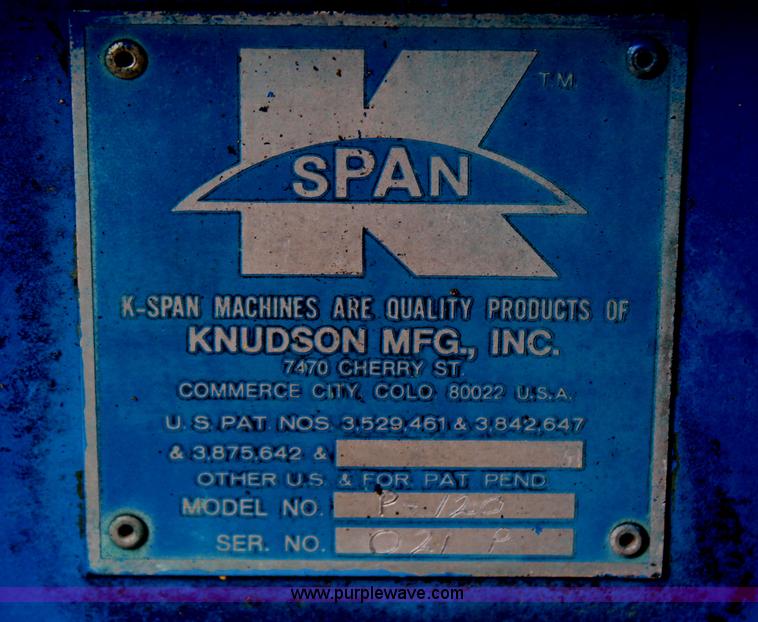 K
T.M.
SPAN
K-SPAN MACHINES ARE QUALITY PRODUCTS OF
KNUDSON MFG., INC.
7470 CHERRY ST.
COMMERCE CITY, COLO 80022 U.S.A.
U.S. PAT. NOS. 3,529,461 & 3,842,647
& 3,875,642 &
OTHER U.S. & FOR. PAT. PEND.
MODEL NO. P-120
SER. NO. 021 P
www.purplewave.com